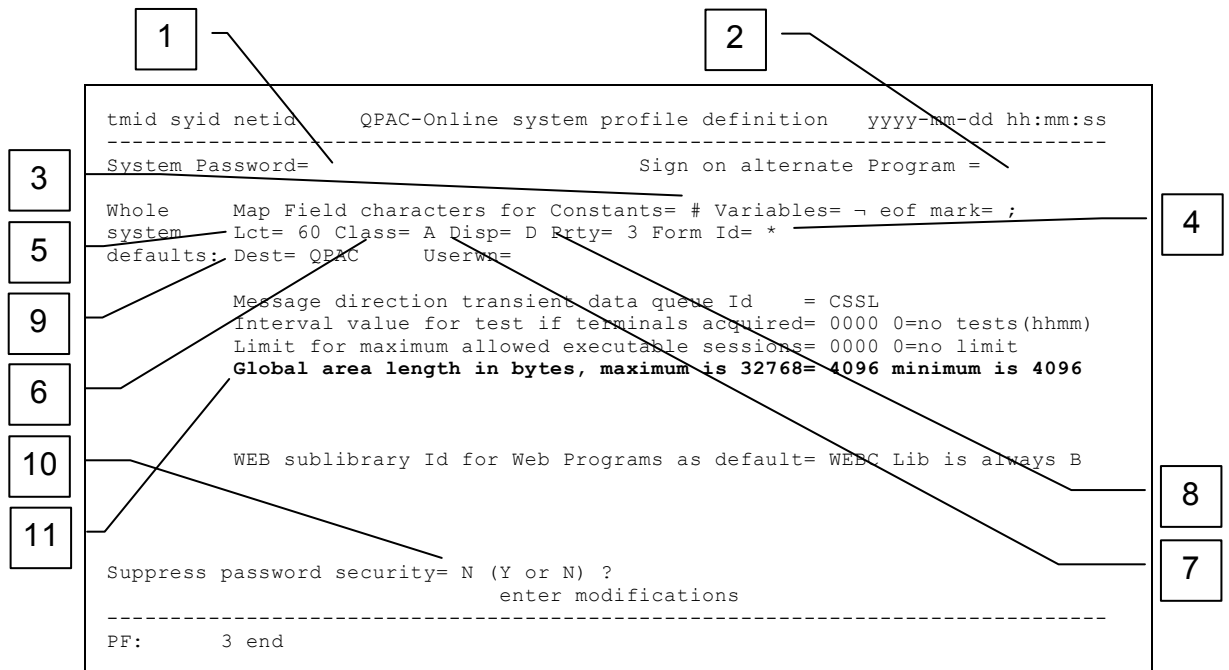 1
2
tmid syid netid QPAC-Online system profile definition yyyy-mm-dd hh:mm:ss
--------------------------------------------------------------------------------
System Password= Sign on alternate Program =
3
Whole Map Field characters for Constants= # Variables= ¬ eof mark= ;
4
5
system Lct= 60 Class= A Disp= D Prty= 3 Form Id= *
defaults: Dest= QPAC Userwn=
9
Message direction transient data queue Id = CSSL
Interval value for test if terminals acquired= 0000 0=no tests(hhmm)
Limit for maximum allowed executable sessions= 0000 0=no limit
6
Global area length in bytes, maximum is 32768= 4096 minimum is 4096
10
WEB sublibrary Id for Web Programs as default= WEBC Lib is always B
8
11
7
Suppress password security= N (Y or N) ?
enter modifications
--------------------------------------------------------------------------------
PF: 3 end